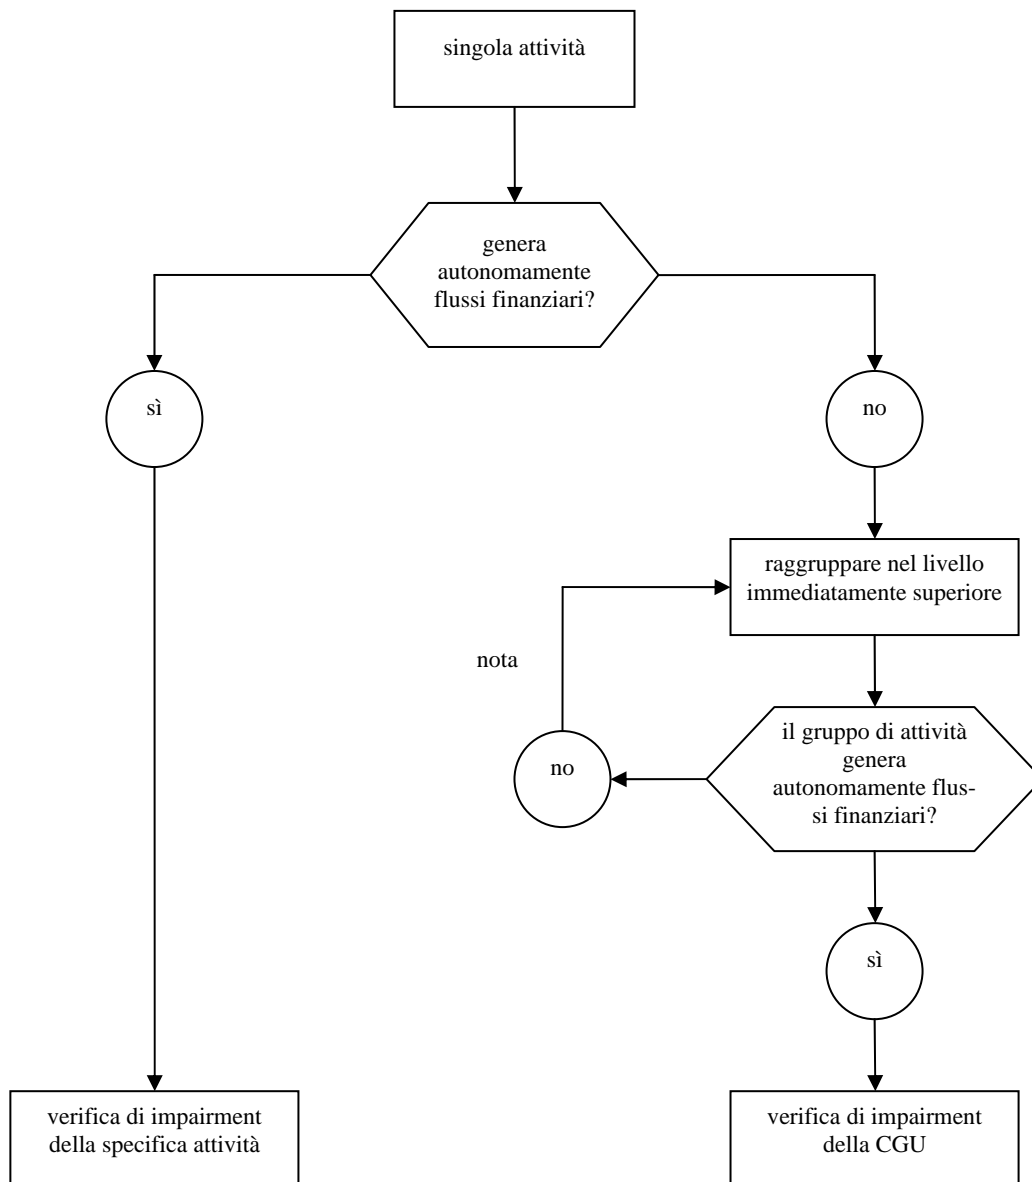 singola attività
genera
autonomamente
flussi finanziari?
sì
no
raggruppare nel livello
immediatamente superiore
nota
il gruppo di attività
genera
autonomamente flus-
si finanziari?
no
sì
verifica di impairment
della specifica attività
verifica di impairment
della CGU